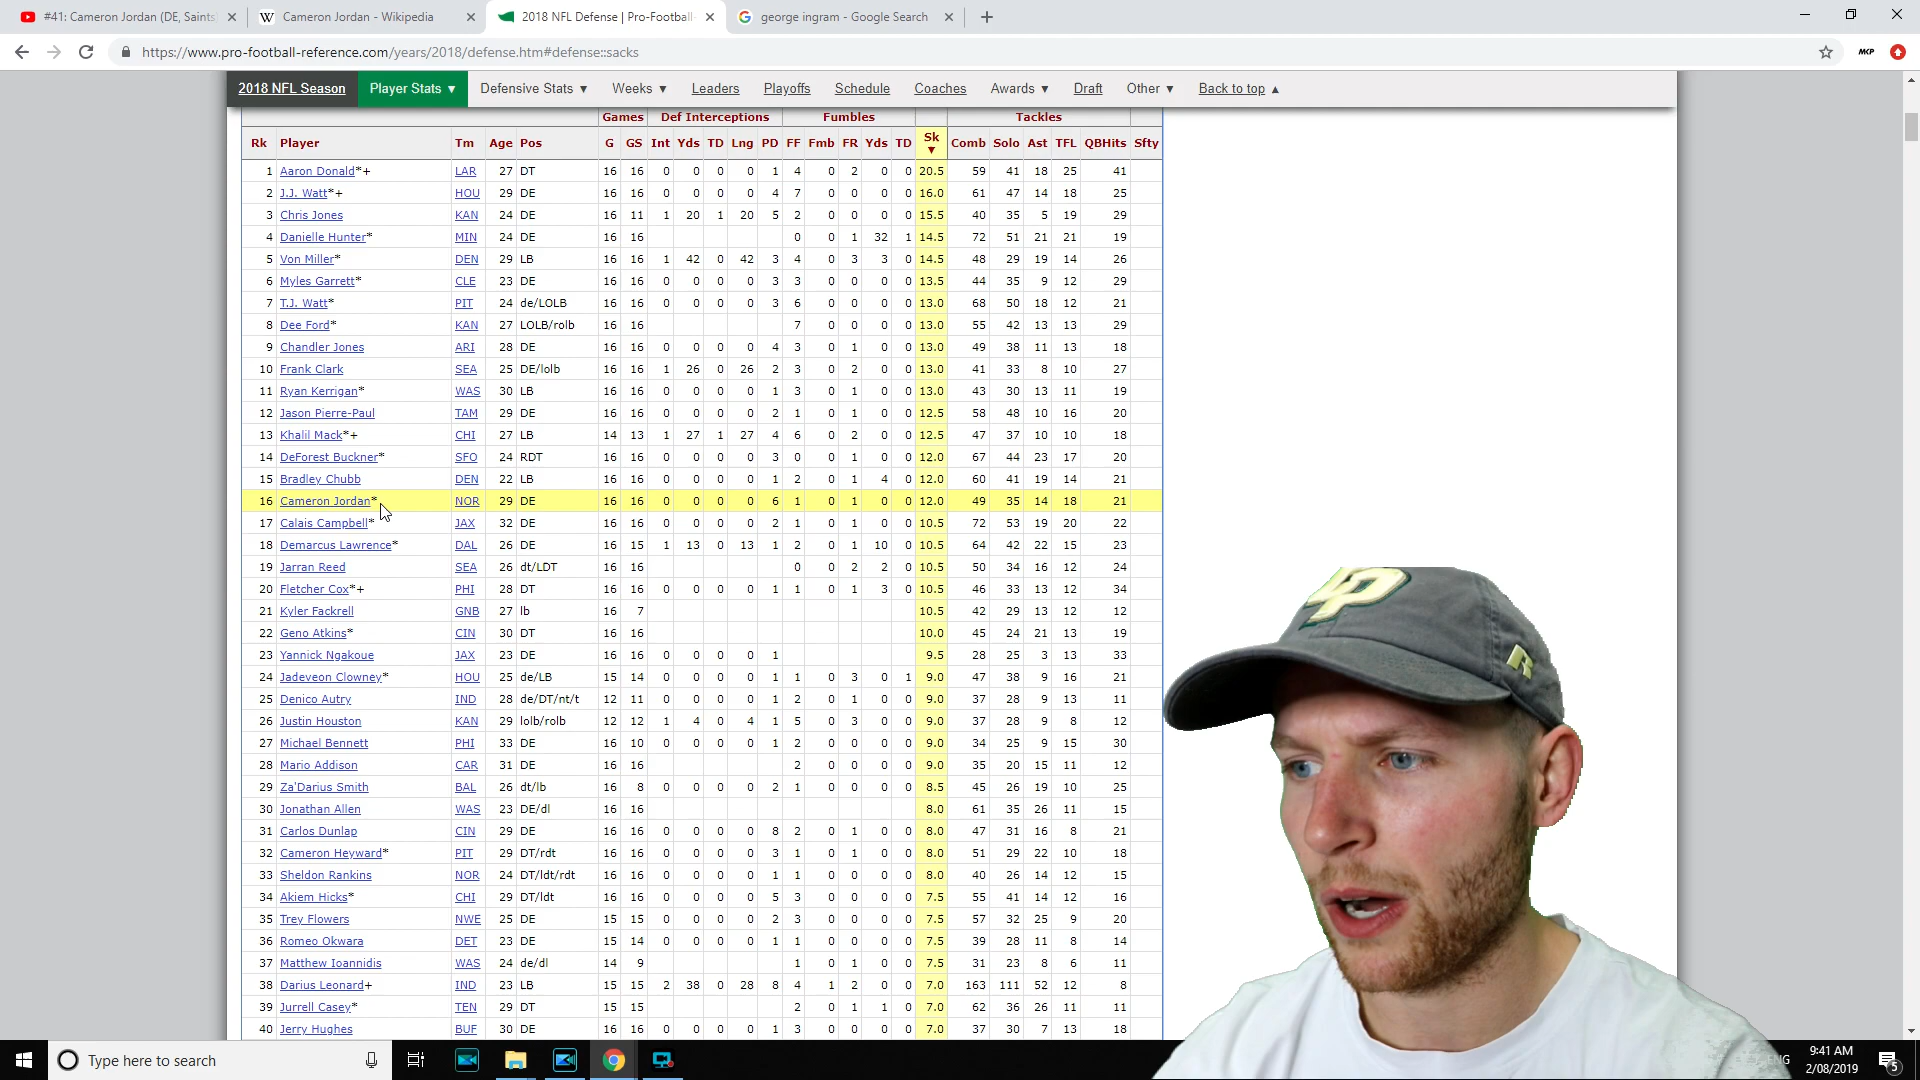 #41: Cameron Jordan (DE, Saints
Cameron Jordan - Wikipedia
2018 NFL Defense | Pro-Football-
george ingram - Google Search
https://www.pro-football-reference.com/years/2018/defense.htm#defense::sacks
MKP
2018 NFL Season Player Stats ▼ Defensive Stats ▼ Weeks ▼ Leaders Playoffs Schedule Coaches Awards ▼ Draft Other ▼ Back to top ▲
Games Def Interceptions Fumbles Tackles
Rk Player Tm Age Pos G GS Int Yds TD Lng PD FF Fmb FR Yds TD Sk ▼ Comb Solo Ast TFL QBHits Sfty
1 Aaron Donald*+ LAR 27 DT 16 16 0 0 0 0 1 4 0 2 0 0 20.5 59 41 18 25 41
2 J.J. Watt*+ HOU 29 DE 16 16 0 0 0 0 4 7 0 0 0 0 16.0 61 47 14 18 25
3 Chris Jones KAN 24 DE 16 11 1 20 1 20 5 2 0 0 0 0 15.5 40 35 5 19 29
4 Danielle Hunter* MIN 24 DE 16 16 0 0 1 32 1 14.5 72 51 21 21 19
5 Von Miller* DEN 29 LB 16 16 1 42 0 42 3 4 0 3 3 0 14.5 48 29 19 14 26
6 Myles Garrett* CLE 23 DE 16 16 0 0 0 0 3 3 0 0 0 0 13.5 44 35 9 12 29
7 T.J. Watt* PIT 24 de/LOLB 16 16 0 0 0 0 3 6 0 0 0 0 13.0 68 50 18 12 21
8 Dee Ford* KAN 27 LOLB/rolb 16 16 7 0 0 0 0 13.0 55 42 13 13 29
9 Chandler Jones ARI 28 DE 16 16 0 0 0 0 4 3 0 1 0 0 13.0 49 38 11 13 18
10 Frank Clark SEA 25 DE/lolb 16 16 1 26 0 26 2 3 0 2 0 0 13.0 41 33 8 10 27
11 Ryan Kerrigan* WAS 30 LB 16 16 0 0 0 0 1 3 0 1 0 0 13.0 43 30 13 11 19
12 Jason Pierre-Paul TAM 29 DE 16 16 0 0 0 0 2 1 0 1 0 0 12.5 58 48 10 16 20
13 Khalil Mack*+ CHI 27 LB 14 13 1 27 1 27 4 6 0 2 0 0 12.5 47 37 10 10 18
14 DeForest Buckner* SFO 24 RDT 16 16 0 0 0 0 3 0 0 1 0 0 12.0 67 44 23 17 20
15 Bradley Chubb DEN 22 LB 16 16 0 0 0 0 1 2 0 1 4 0 12.0 60 41 19 14 21
16 Cameron Jordan* NOR 29 DE 16 16 0 0 0 0 6 1 0 1 0 0 12.0 49 35 14 18 21
17 Calais Campbell* JAX 32 DE 16 16 0 0 0 0 2 1 0 1 0 0 10.5 72 53 19 20 22
18 Demarcus Lawrence* DAL 26 DE 16 15 1 13 0 13 1 2 0 1 10 0 10.5 64 42 22 15 23
19 Jarran Reed SEA 26 dt/LDT 16 16 0 0 2 2 0 10.5 50 34 16 12 24
20 Fletcher Cox*+ PHI 28 DT 16 16 0 0 0 0 1 1 0 1 3 0 10.5 46 33 13 12 34
21 Kyler Fackrell GNB 27 lb 16 7 10.5 42 29 13 12 12
22 Geno Atkins* CIN 30 DT 16 16 10.0 45 24 21 13 19
23 Yannick Ngakoue JAX 23 DE 16 16 0 0 0 0 1 9.5 28 25 3 13 33
24 Jadeveon Clowney* HOU 25 de/LB 15 14 0 0 0 0 1 1 0 3 0 1 9.0 47 38 9 16 21
25 Denico Autry IND 28 de/DT/nt/t 12 11 0 0 0 0 1 2 0 0 0 0 9.0 37 28 9 13 11
26 Justin Houston KAN 29 lolb/rolb 12 12 1 4 0 4 1 5 0 3 0 0 9.0 37 28 9 8 12
27 Michael Bennett PHI 33 DE 16 10 0 0 0 0 1 2 0 0 0 0 9.0 34 25 9 15 30
28 Mario Addison CAR 31 DE 16 16 2 0 0 0 0 9.0 35 20 15 11 12
29 Za'Darius Smith BAL 26 dt/lb 16 8 0 0 0 0 2 1 0 0 0 0 8.5 45 26 19 10 25
30 Jonathan Allen WAS 23 DE/dl 16 16 8.0 61 35 26 11 15
31 Carlos Dunlap CIN 29 DE 16 16 0 0 0 0 8 2 0 1 0 0 8.0 47 31 16 8 21
32 Cameron Heyward* PIT 29 DT/rdt 16 16 0 0 0 0 3 1 0 1 0 0 8.0 51 29 22 10 18
33 Sheldon Rankins NOR 24 DT/ldt/rdt 16 16 0 0 0 0 1 1 0 0 0 0 8.0 40 26 14 12 15
34 Akiem Hicks* CHI 29 DT/ldt 16 16 0 0 0 0 5 3 0 0 0 0 7.5 55 41 14 12 16
35 Trey Flowers NWE 25 DE 15 15 0 0 0 0 2 3 0 0 0 0 7.5 57 32 25 9 20
36 Romeo Okwara DET 23 DE 15 14 0 0 0 0 1 1 0 0 0 0 7.5 39 28 11 8 14
37 Matthew Ioannidis WAS 24 de/dl 14 9 1 0 1 0 0 7.5 31 23 8 6 11
38 Darius Leonard+ IND 23 LB 15 15 2 38 0 28 8 4 1 2 0 0 7.0 163 111 52 12 8
39 Jurrell Casey* TEN 29 DT 15 15 2 0 1 1 0 7.0 62 36 26 11 11
40 Jerry Hughes BUF 30 DE 16 16 0 0 0 0 1 3 0 0 0 0 7.0 37 30 7 13 18
Type here to search
ENG
9:41 AM
2/08/2019
5